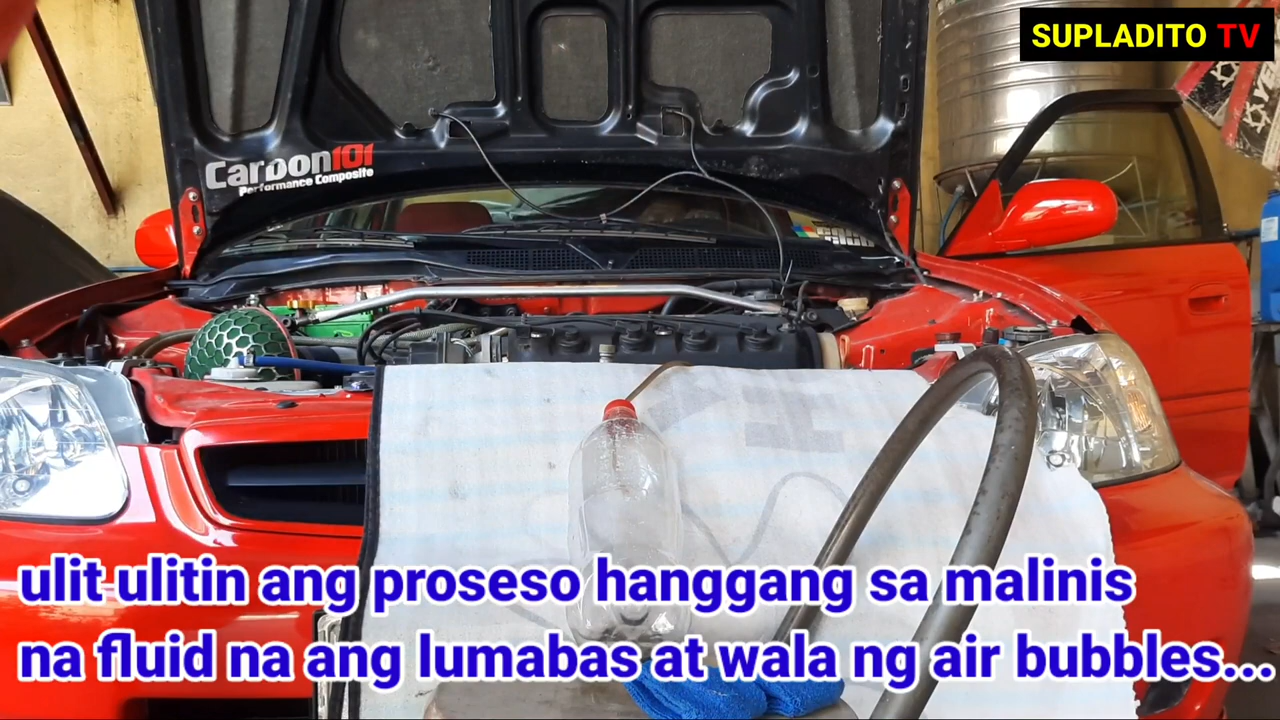 SUPLADITO TV
Carbon101
Performance Composite
ulit ulitin ang proseso hanggang sa malinis
na fluid na ang lumabas at wala ng air bubbles...